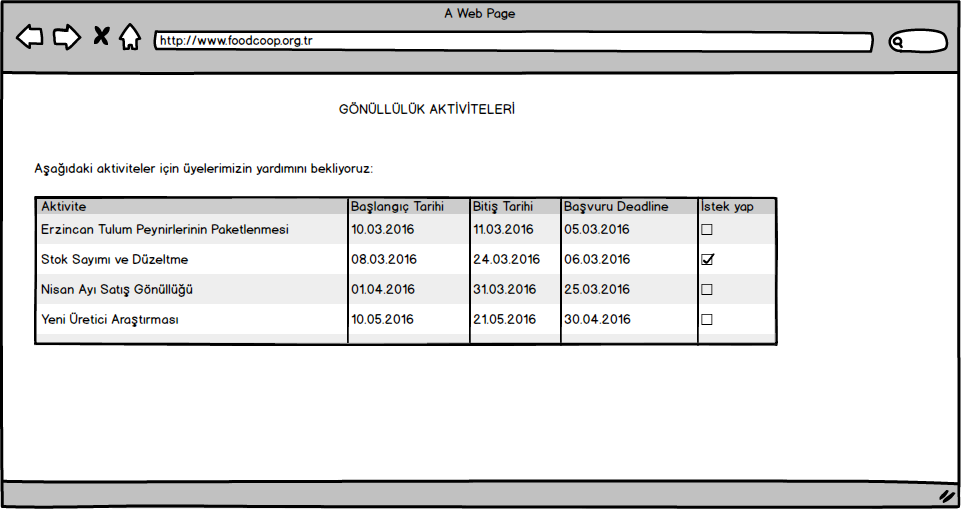 A Web Page
http://www.foodcoop.org.tr
GÖNÜLLÜLÜK AKTİVİTELERİ
Aşağıdaki aktiviteler için üyelerimizin yardımını bekliyoruz:
Aktivite Başlangıç Tarihi Bitiş Tarihi Başvuru Deadline İstek yap
Erzincan Tulum Peynirlerinin Paketlenmesi 10.03.2016 11.03.2016 05.03.2016
Stok Sayımı ve Düzeltme 08.03.2016 24.03.2016 06.03.2016
Nisan Ayı Satış Gönüllüğü 01.04.2016 31.03.2016 25.03.2016
Yeni Üretici Araştırması 10.05.2016 21.05.2016 30.04.2016